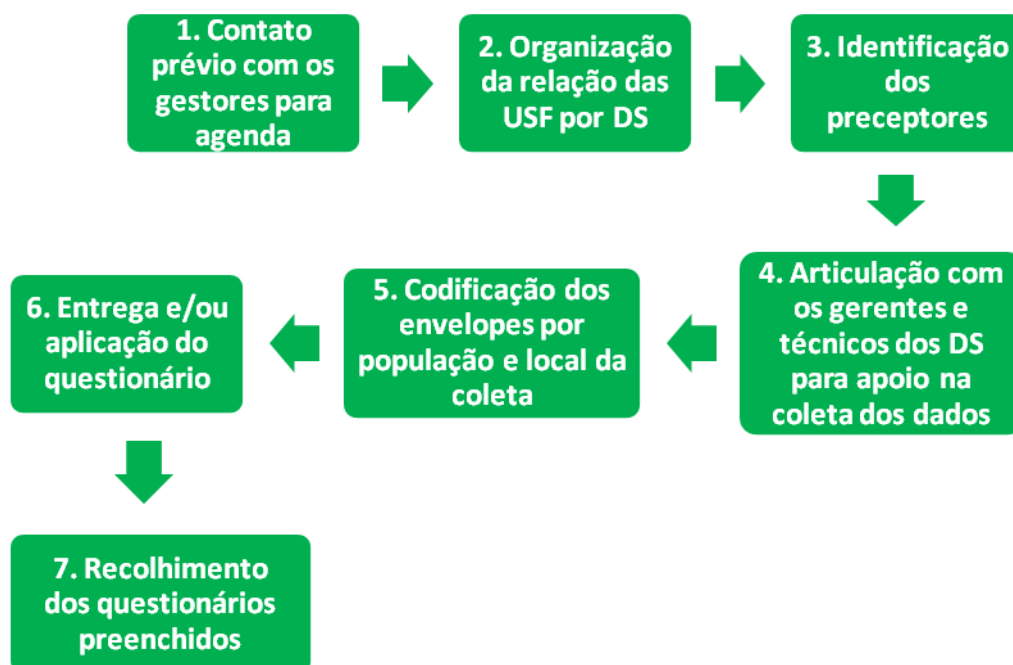 1. Contato
prévio com os
gestores para
agenda
2. Organização
da relação das
USF por DS
3. Identificação
dos
preceptores
4. Articulação com
os gerentes e
técnicos dos DS
para apoio na
coleta dos dados
5. Codificação dos
envelopes por
população e local da
coleta
6. Entrega e/ou
aplicação do
questionário
7. Recolhimento
dos questionários
preenchidos